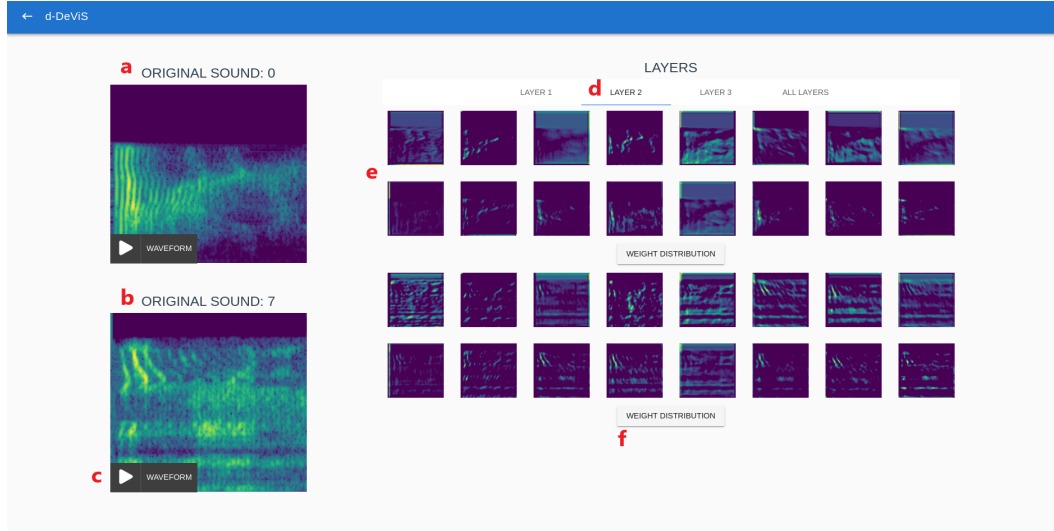 ← d-DeViS
a ORIGINAL SOUND: 0
WAVEFORM
b ORIGINAL SOUND: 7
c WAVEFORM
LAYERS
LAYER 1 d LAYER 2 LAYER 3 ALL LAYERS
e
WEIGHT DISTRIBUTION
WEIGHT DISTRIBUTION
f